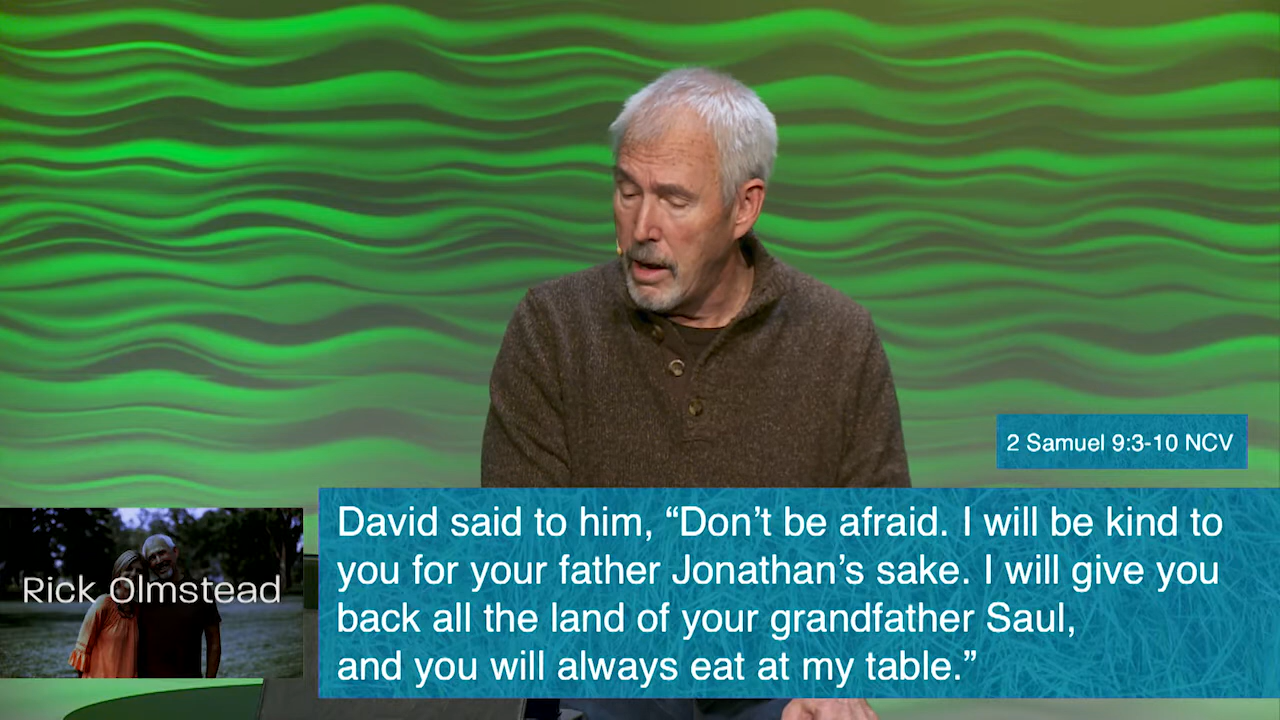 2 Samuel 9:3-10 NCV
Rick Olmstead
David said to him, “Don’t be afraid. I will be kind to
you for your father Jonathan’s sake. I will give you
back all the land of your grandfather Saul,
and you will always eat at my table.”